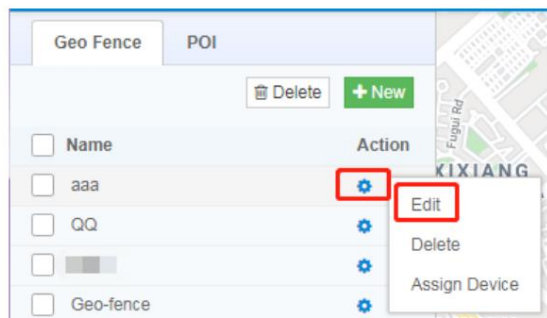 Geo Fence POI
Delete + New
Name Action
aaa
QQ
Geo-fence
Edit
Delete
Assign Device
Fugui Rd
XIXIANG